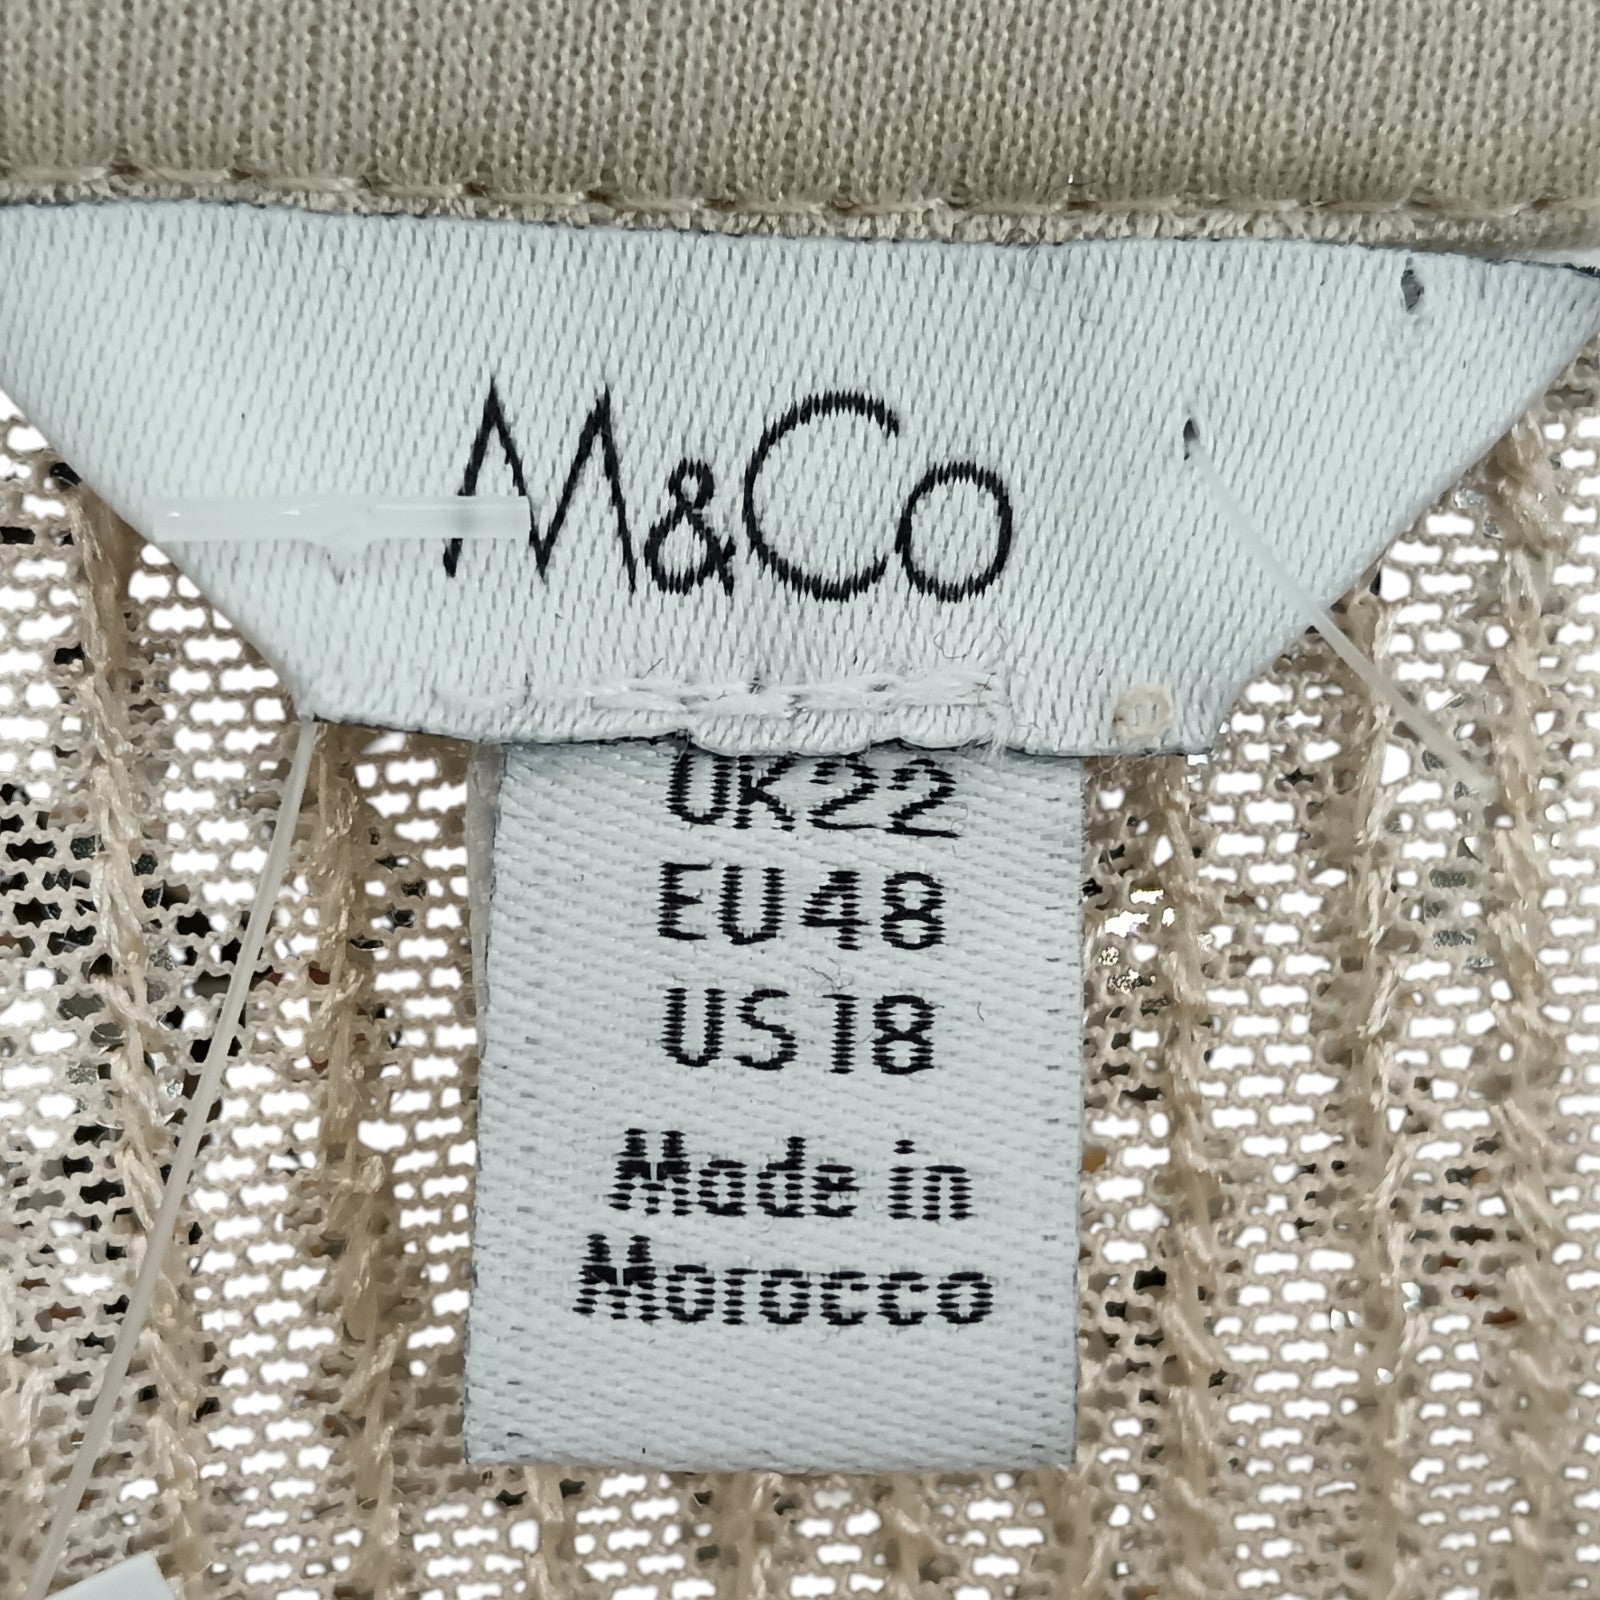 M&Co
UK22
EU48
US18
Made in
Morocco